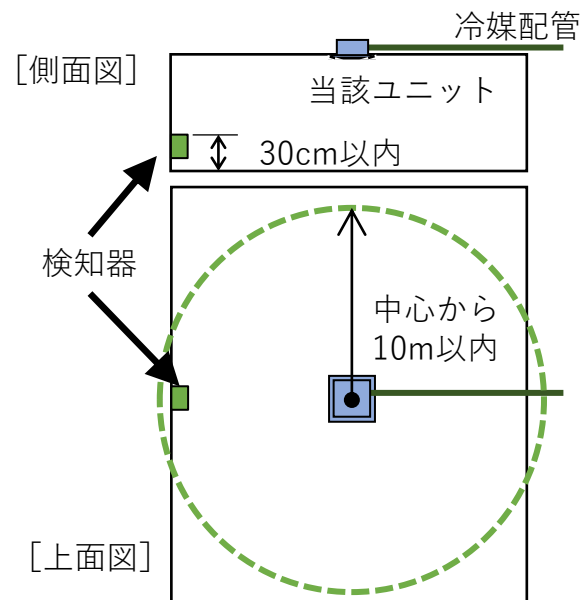 冷媒配管
［側面図］
当該ユニット
30cm以内
検知器
中心から
10m以内
［上面図］